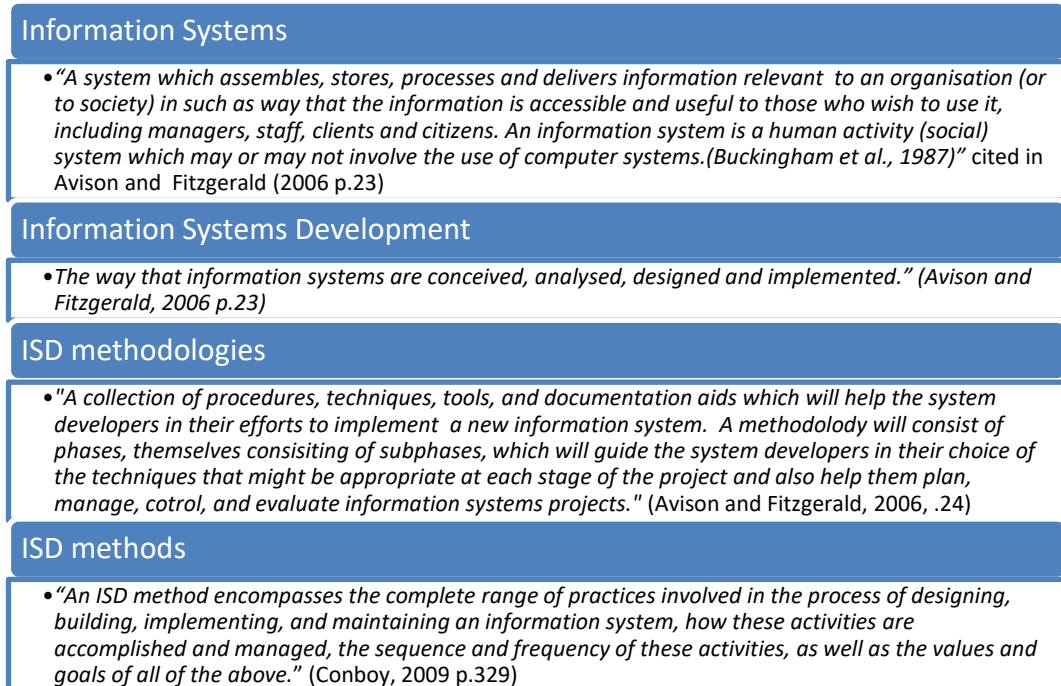 Information Systems
•“A system which assembles, stores, processes and delivers information relevant to an organisation (or
to society) in such as way that the information is accessible and useful to those who wish to use it,
including managers, staff, clients and citizens. An information system is a human activity (social)
system which may or may not involve the use of computer systems.(Buckingham et al., 1987)” cited in
Avison and Fitzgerald (2006 p.23)
Information Systems Development
•The way that information systems are conceived, analysed, designed and implemented.” (Avison and
Fitzgerald, 2006 p.23)
ISD methodologies
•"A collection of procedures, techniques, tools, and documentation aids which will help the system
developers in their efforts to implement a new information system. A methodolody will consist of
phases, themselves consisiting of subphases, which will guide the system developers in their choice of
the techniques that might be appropriate at each stage of the project and also help them plan,
manage, cotrol, and evaluate information systems projects." (Avison and Fitzgerald, 2006, .24)
ISD methods
•“An ISD method encompasses the complete range of practices involved in the process of designing,
building, implementing, and maintaining an information system, how these activities are
accomplished and managed, the sequence and frequency of these activities, as well as the values and
goals of all of the above.” (Conboy, 2009 p.329)